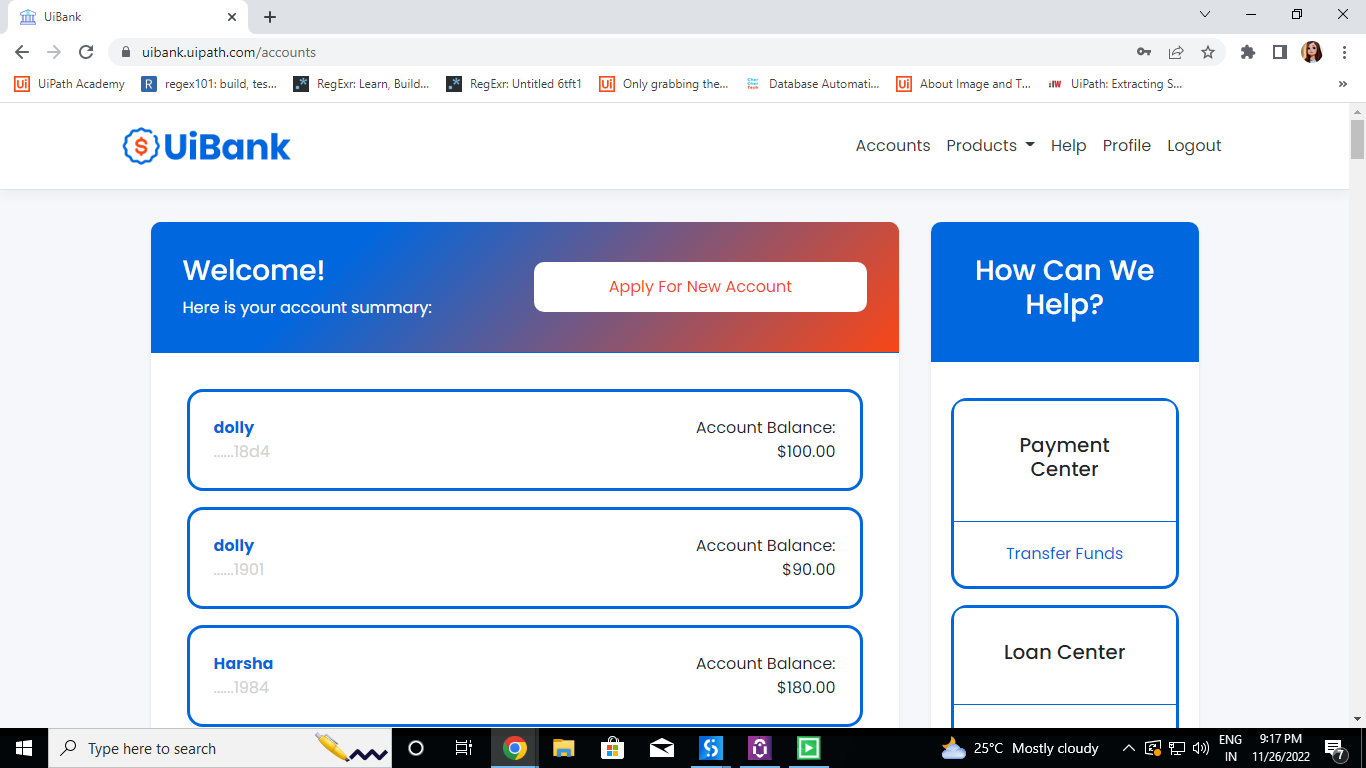 UiBank
uibank.uipath.com/accounts
UiPath Academy
regex101: build, tes...
RegExr: Learn, Build...
RegExr: Untitled 6tft1
Only grabbing the...
Database Automati...
About Image and T...
UiPath: Extracting S...
»
UiBank
Accounts Products Help Profile Logout
Welcome!
Here is your account summary:
Apply For New Account
dolly
......18d4
Account Balance:
$100.00
dolly
......1901
Account Balance:
$90.00
Harsha
......1984
Account Balance:
$180.00
How Can We
Help?
Payment
Center
Transfer Funds
Loan Center
Type here to search
25°C Mostly cloudy
ENG
IN
9:17 PM
11/26/2022
7